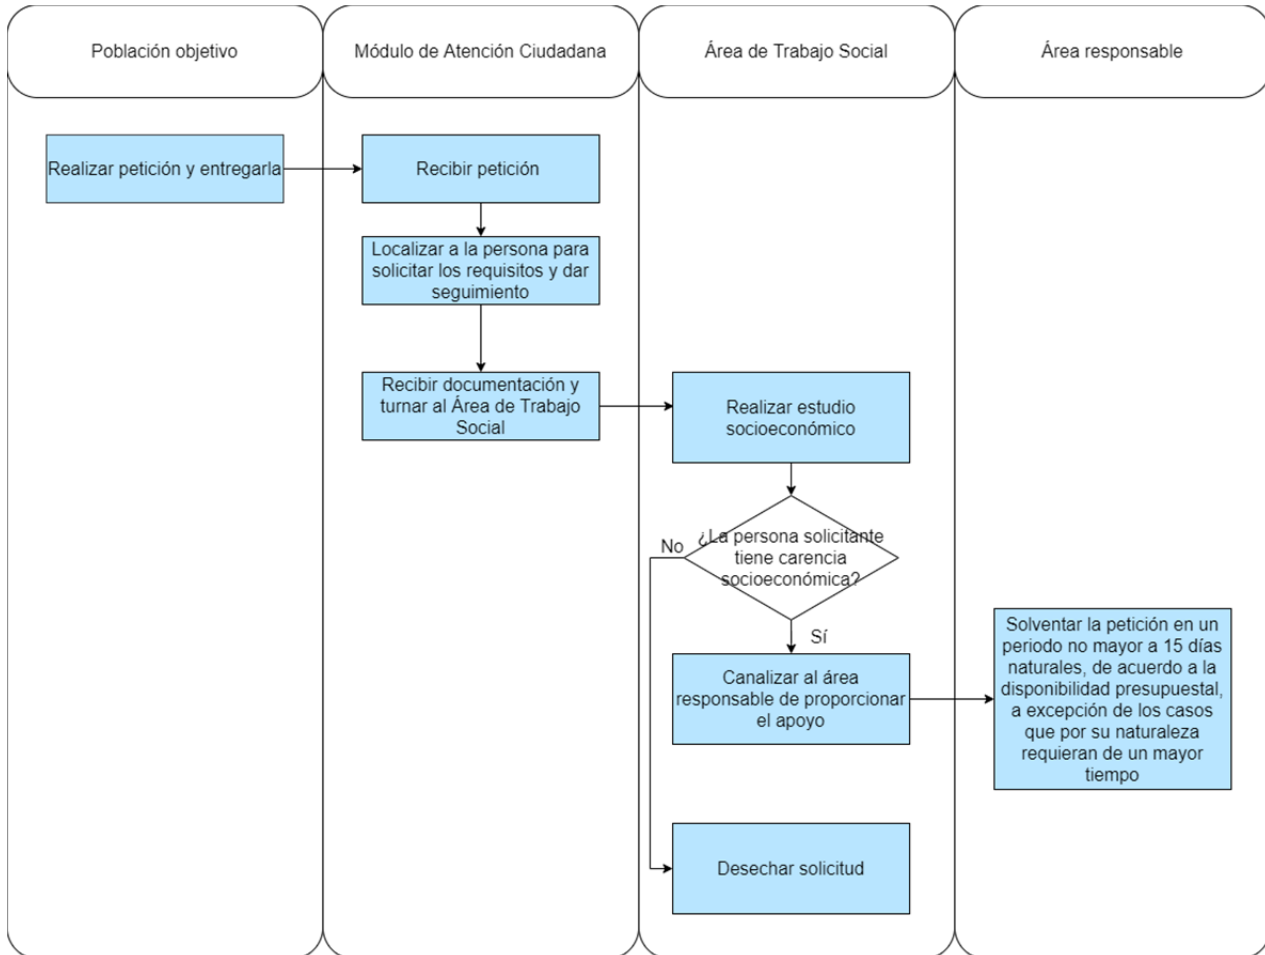 Población objetivo
Módulo de Atención Ciudadana
Área de Trabajo Social
Área responsable
Realizar petición y entregarla
Recibir petición
Localizar a la persona para
solicitar los requisitos y dar
seguimiento
Recibir documentación y
turnar al Área de Trabajo
Social
Realizar estudio
socioeconómico
¿La persona solicitante
tiene carencia
socioeconómica?
No
Sí
Canalizar al área
responsable de proporcionar
el apoyo
Solventar la petición en un
periodo no mayor a 15 días
naturales, de acuerdo a la
disponibilidad presupuestal,
a excepción de los casos
que por su naturaleza
requieran de un mayor
tiempo
Desechar solicitud